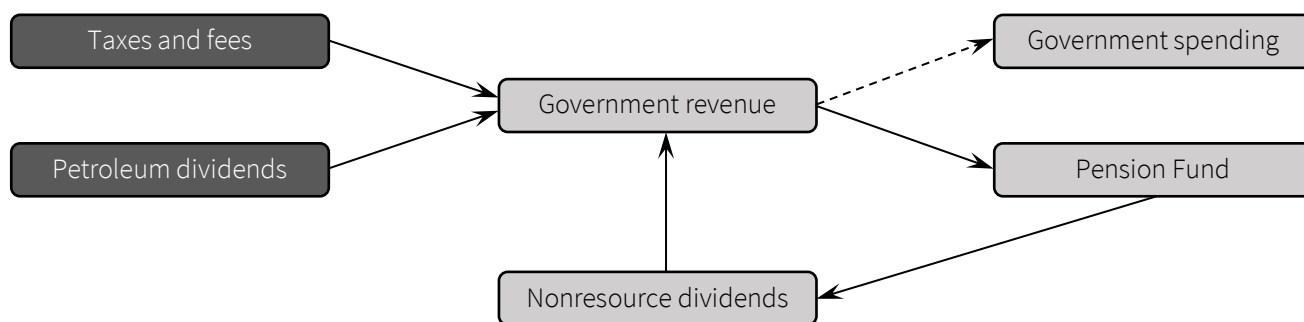 Taxes and fees
Government spending
Government revenue
Petroleum dividends
Pension Fund
Nonresource dividends